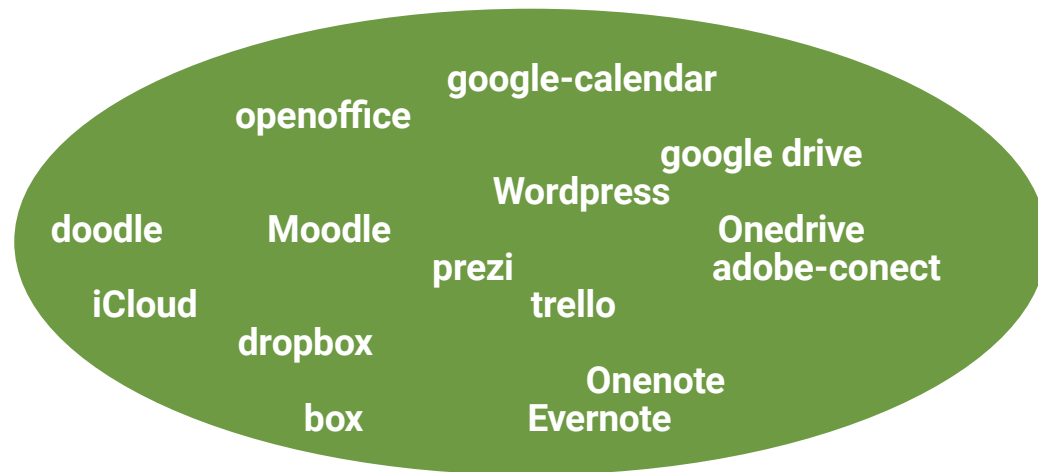 google-calendar
openoffice
google drive
Wordpress
doodle Moodle Onedrive
prezi adobe-conect
iCloud trello
dropbox
Onenote
box Evernote